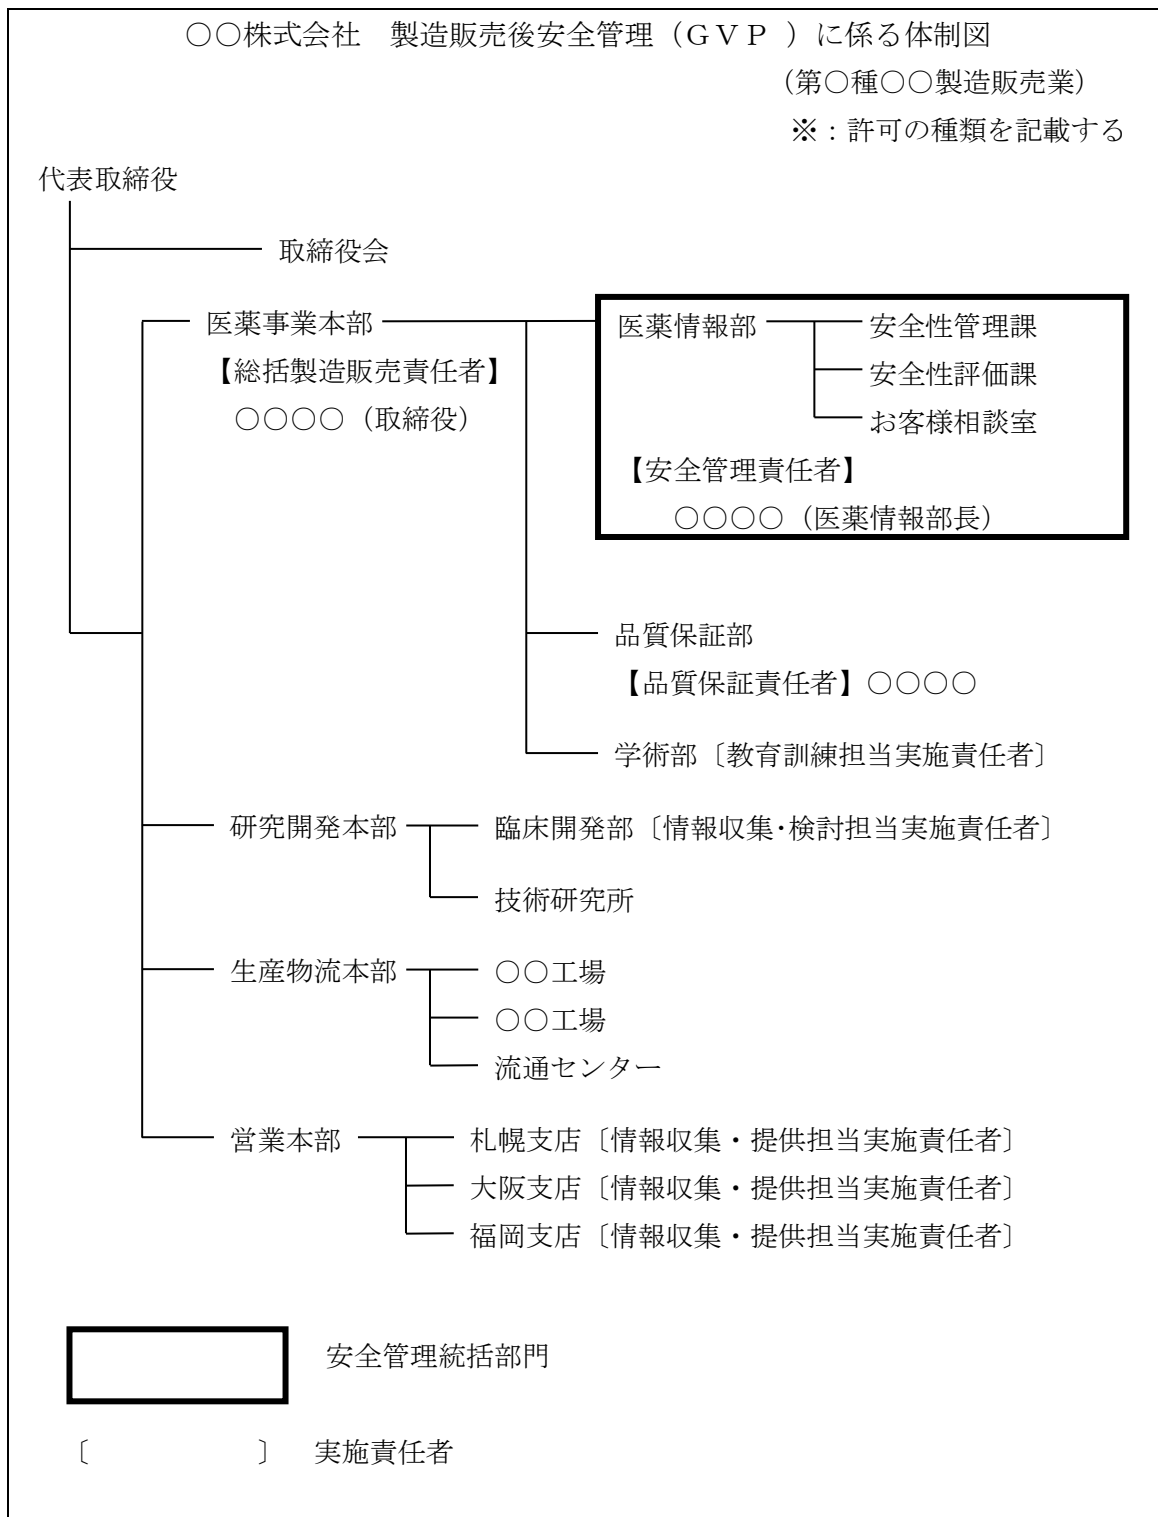 ○○株式会社　製造販売後安全管理（ＧＶＰ）に係る体制図
（第○種○○製造販売業）
※：許可の種類を記載する
代表取締役
取締役会
医薬事業本部
【総括製造販売責任者】
○○○○（取締役）
医薬情報部
安全性管理課
安全性評価課
お客様相談室
【安全管理責任者】
○○○○（医薬情報部長）
品質保証部
【品質保証責任者】○○○○
学術部〔教育訓練担当実施責任者〕
研究開発本部
臨床開発部〔情報収集・検討担当実施責任者〕
技術研究所
生産物流本部
○○工場
○○工場
流通センター
営業本部
札幌支店〔情報収集・提供担当実施責任者〕
大阪支店〔情報収集・提供担当実施責任者〕
福岡支店〔情報収集・提供担当実施責任者〕
安全管理統括部門
〔　　　　　　〕　実施責任者